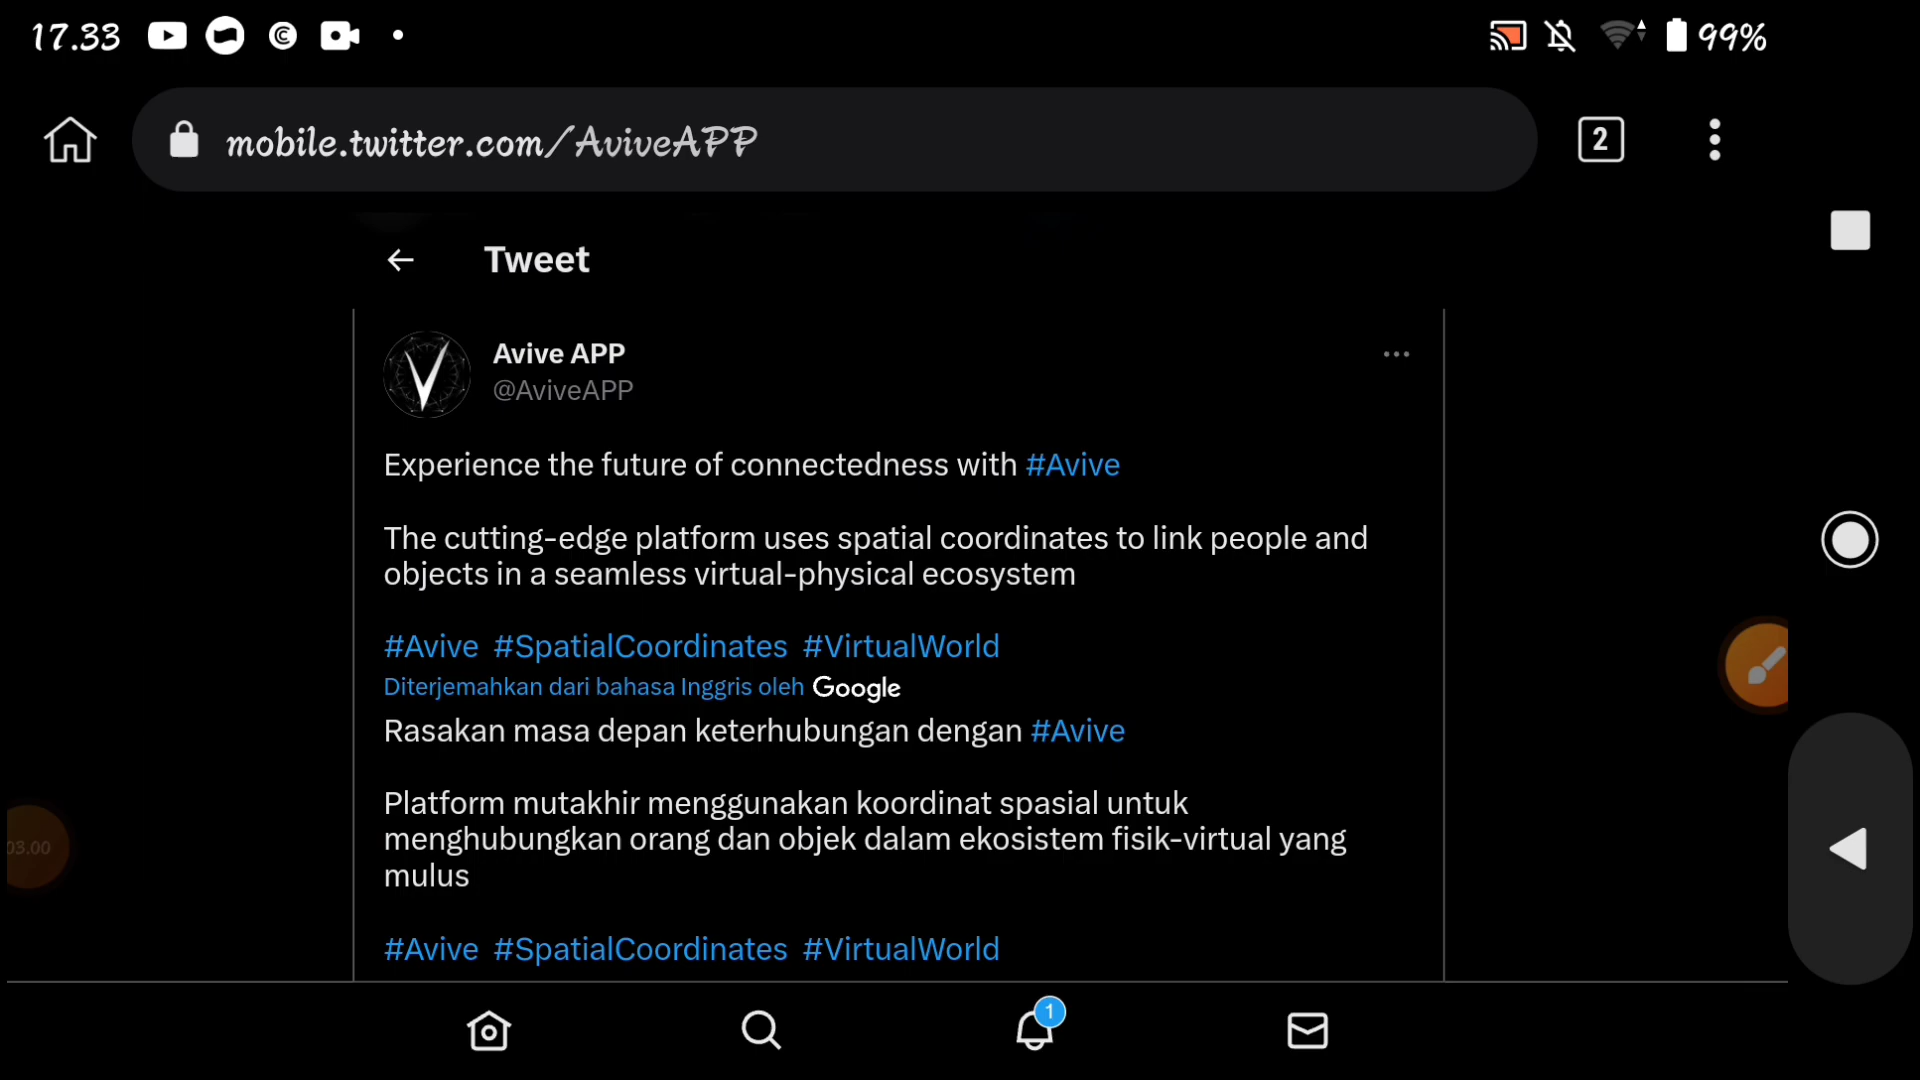 17.33
99%
mobile.twitter.com/AviveAPP
2
Tweet
Avive APP
@AviveAPP
Experience the future of connectedness with #Avive
The cutting-edge platform uses spatial coordinates to link people and
objects in a seamless virtual-physical ecosystem
#Avive #SpatialCoordinates #VirtualWorld
Diterjemahkan dari bahasa Inggris oleh Google
Rasakan masa depan keterhubungan dengan #Avive
Platform mutakhir menggunakan koordinat spasial untuk
menghubungkan orang dan objek dalam ekosistem fisik-virtual yang
mulus
#Avive #SpatialCoordinates #VirtualWorld
03.00
1